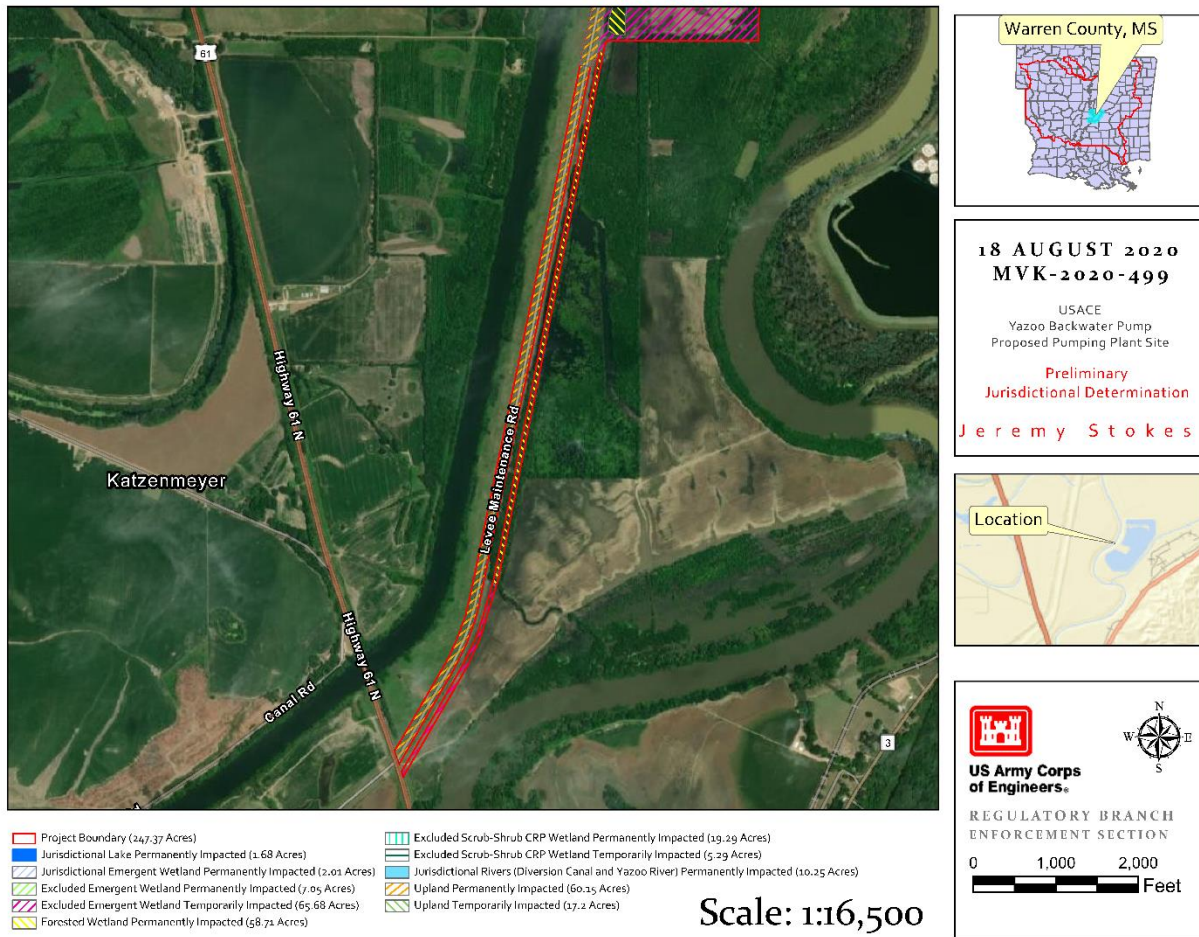 61
Highway 61 N
Katzenmeyer
Levee Maintenance Rd
Highway 61 N
Canal Rd
3
Warren County, MS
18 AUGUST 2020
MVK-2020-499
USACE
Yazoo Backwater Pump
Proposed Pumping Plant Site
Preliminary
Jurisdictional Determination
Jeremy Stokes
Location
US Army Corps
of Engineers®
N
W E
S
REGULATORY BRANCH
ENFORCEMENT SECTION
0 1,000 2,000
Feet
Project Boundary (247.37 Acres)
Jurisdictional Lake Permanently Impacted (1.68 Acres)
Jurisdictional Emergent Wetland Permanently Impacted (2.01 Acres)
Excluded Emergent Wetland Permanently Impacted (7.05 Acres)
Excluded Emergent Wetland Temporarily Impacted (65.68 Acres)
Forested Wetland Permanently Impacted (58.71 Acres)
Excluded Scrub-Shrub CRP Wetland Permanently Impacted (19.29 Acres)
Excluded Scrub-Shrub CRP Wetland Temporarily Impacted (5.29 Acres)
Jurisdictional Rivers (Diversion Canal and Yazoo River) Permanently Impacted (10.25 Acres)
Upland Permanently Impacted (60.15 Acres)
Upland Temporarily Impacted (17.2 Acres)
Scale: 1:16,500